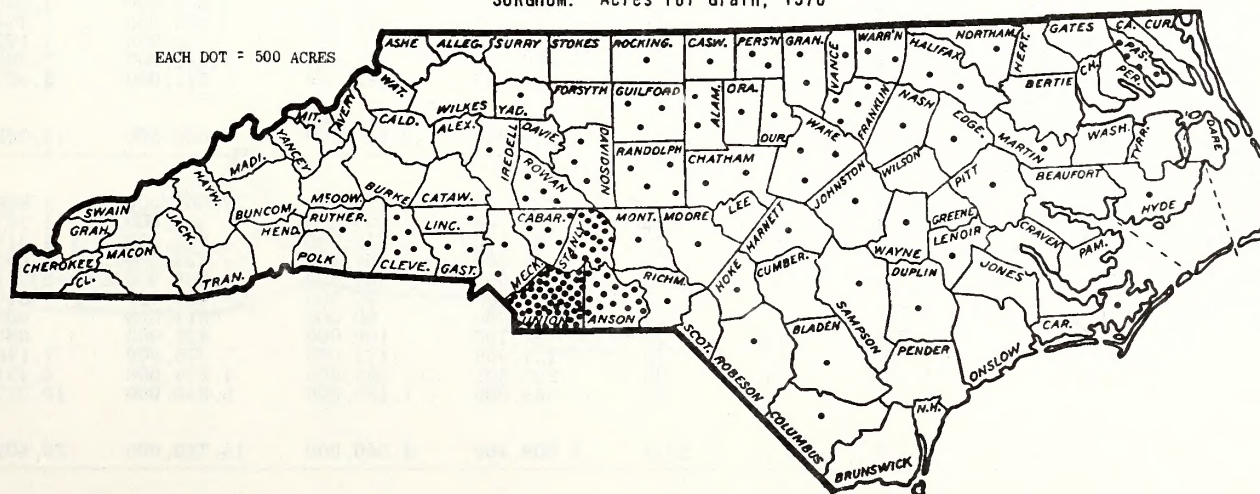 SORGHUM: Acres for Grain, 1970
EACH DOT = 500 ACRES
ASHE ALLEG. SURRY STOKES ROCKING. CASW. PERS'N GRAN. VANCE WARR'N HALIFAX NORTHAM. HERT. GATES CA. CUR.
PAS. PER. CH. BERTIE
WAT. WILKES YAD. FORSYTH GUILFORD ALAM. ORA. DUR. FRANKLIN NASH
MIT. AVERY CALD. ALEX. IREDELL DAVIE DAVIDSON RANDOLPH CHATHAM WAKE EDGE. MARTIN WASH. TYRR. DARE
MADI. YANCEY McDOW. BURKE CATAW. ROWAN JOHNSTON WILSON PITT BEAUFORT HYDE
SWAIN HAYW. BUNCOM. RUTHER. LINC. CABAR. STANLY MONT. MOORE LEE HARNETT WAYNE GREENE LENOIR CRAVEN PAM.
GRAH. JACK. HEND.
CHEROKEE MACON TRAN. POLK CLEVE. GAST. MECK. RICHM. HOKE CUMBER. SAMPSON DUPLIN JONES
CL. UNION ANSON SCOT. BLADEN PENDER ONSLOW CAR.
ROBESON
COLUMBUS N.H.
BRUNSWICK